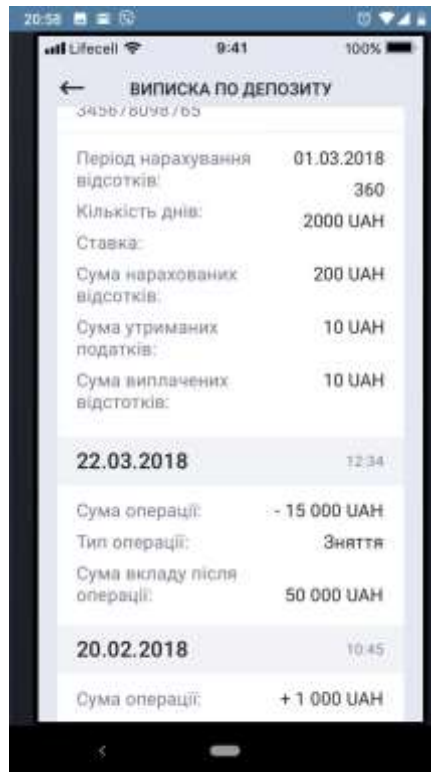 20:58
Lifecell 9:41 100%
ВИПИСКА ПО ДЕПОЗИТУ
345678098765
Період нарахування 01.03.2018
відсотків:
360
Кількість днів:
2000 UAH
Ставка:
Сума нарахованих 200 UAH
відсотків:
Сума утриманих 10 UAH
податків:
Сума виплачених 10 UAH
відстотків:
22.03.2018 12:34
Сума операції: - 15 000 UAH
Тип операції: Зняття
Сума вкладу після
операції: 50 000 UAH
20.02.2018 10:45
Сума операції: + 1 000 UAH